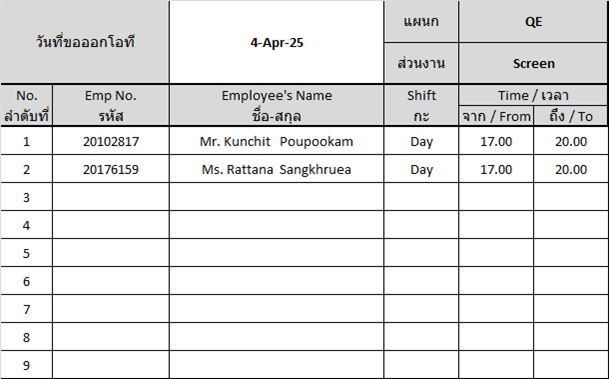 วันที่ขอออกโอที 4-Apr-25 แผนก QE
ส่วนงาน Screen
No. Emp No. Employee's Name Shift Time / เวลา
ลำดับที่ รหัส ชื่อ-สกุล กะ จาก / From ถึง / To
1 20102817 Mr. Kunchit Poupookam Day 17.00 20.00
2 20176159 Ms. Rattana Sangkhruea Day 17.00 20.00
3
4
5
6
7
8
9